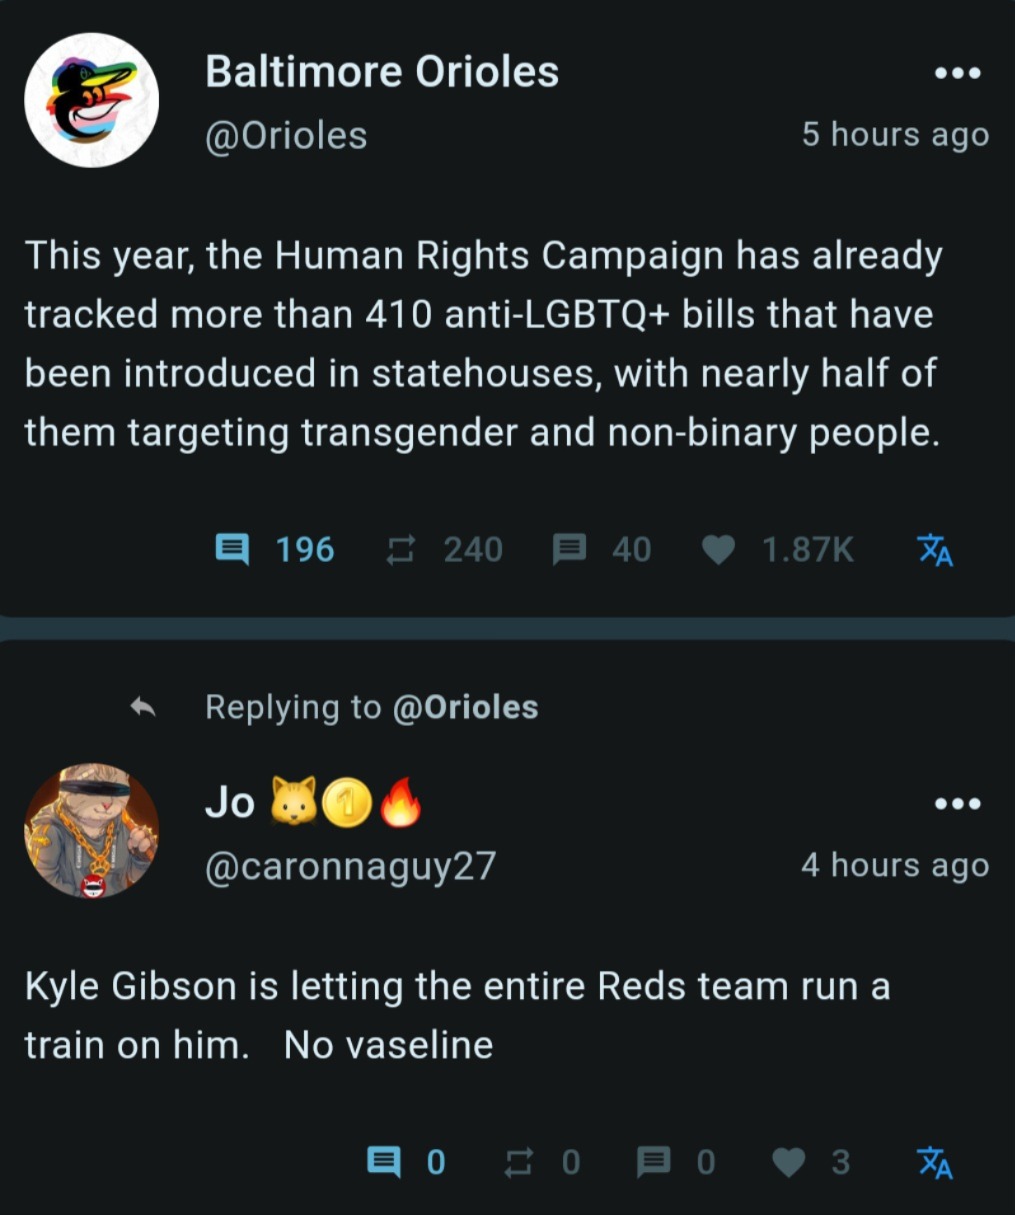 Baltimore Orioles
@Orioles
5 hours ago
This year, the Human Rights Campaign has already
tracked more than 410 anti-LGBTQ+ bills that have
been introduced in statehouses, with nearly half of
them targeting transgender and non-binary people.
196 240 40 1.87K
Replying to @Orioles
Jo 🐱🪙🔥
@caronnaguy27
4 hours ago
Kyle Gibson is letting the entire Reds team run a
train on him. No vaseline
0 0 0 3